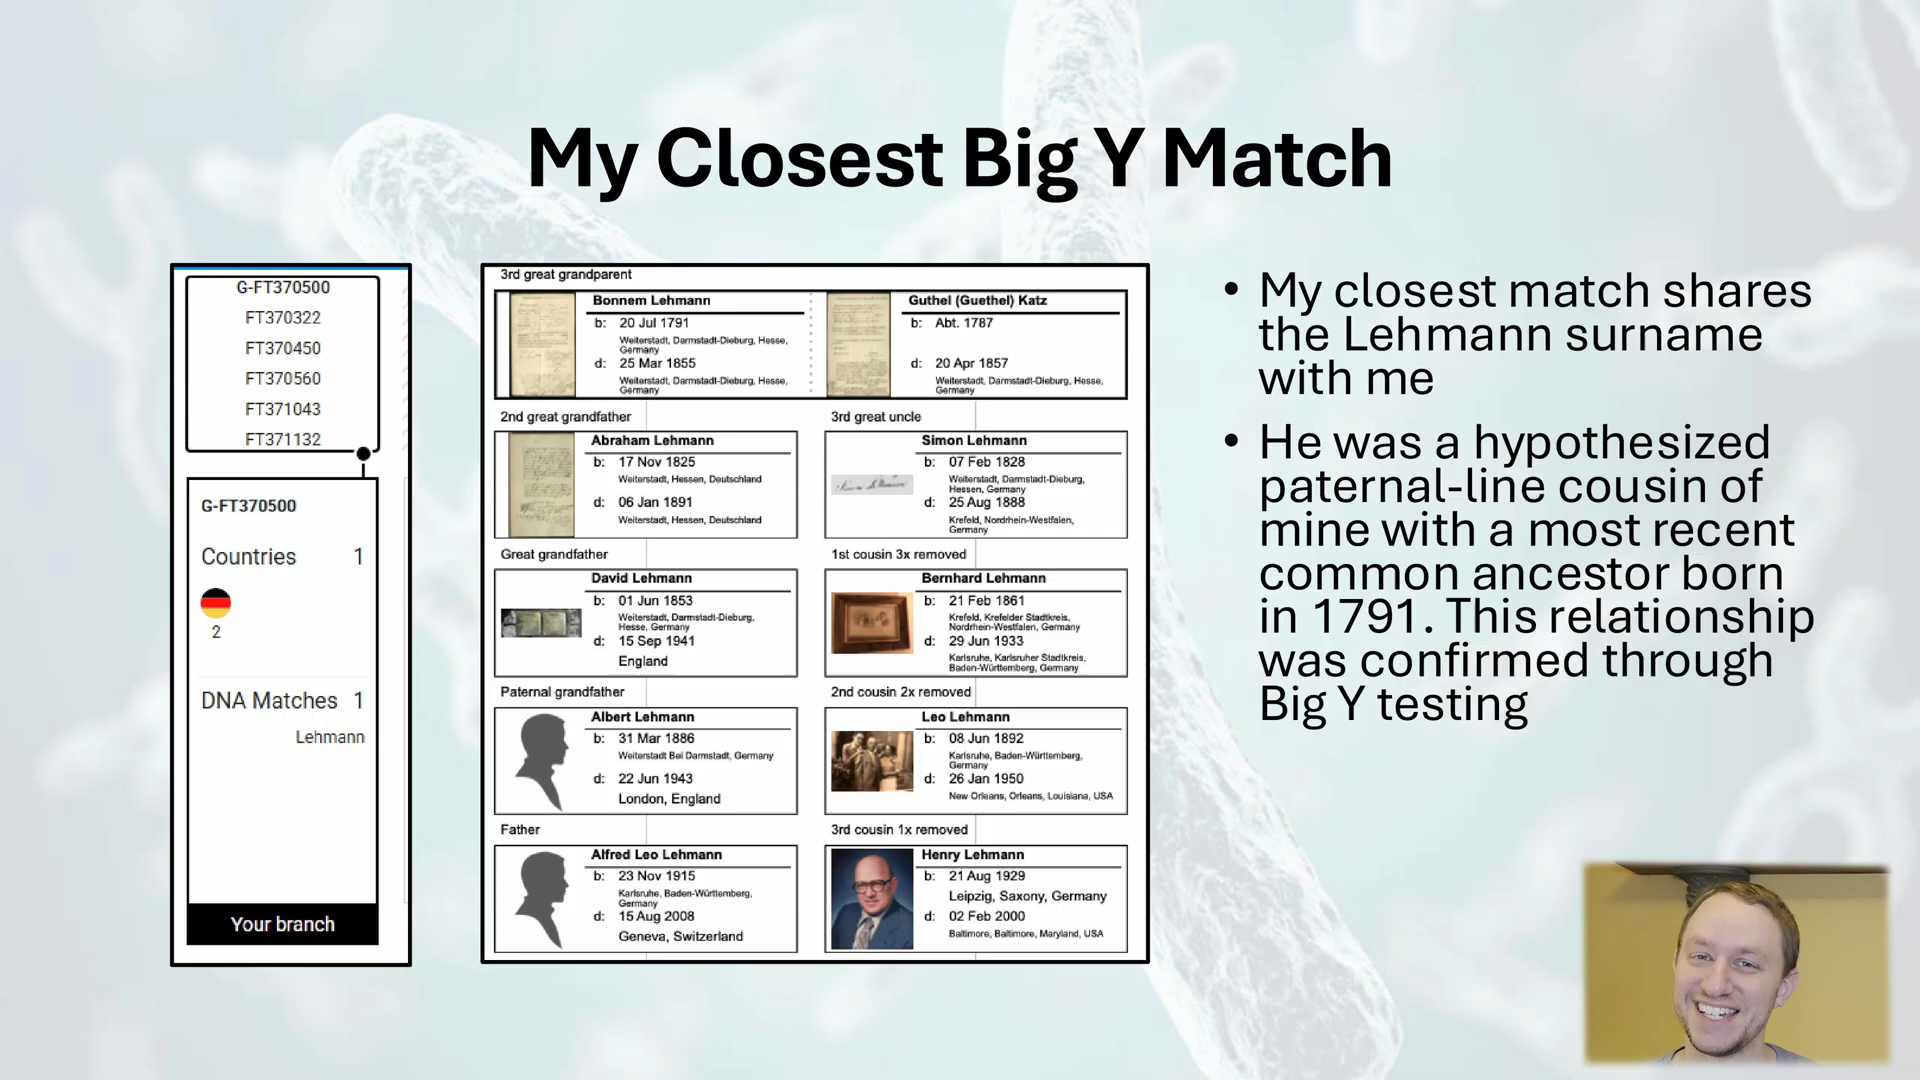 My Closest Big Y Match
G-FT370500
FT370322
FT370450
FT370560
FT371043
FT371132
G-FT370500
Countries 1
2
DNA Matches 1
Lehmann
Your branch
3rd great grandparent
Bonnem Lehmann
b: 20 Jul 1791
Weiterstadt, Darmstadt-Dieburg, Hesse,
Germany
d: 25 Mar 1855
Weiterstadt, Darmstadt-Dieburg, Hesse,
Germany
Guthel (Guethel) Katz
b: Abt. 1787
d: 20 Apr 1857
Weiterstadt, Darmstadt-Dieburg, Hesse,
Germany
2nd great grandfather
Abraham Lehmann
b: 17 Nov 1825
Weiterstadt, Hessen, Deutschland
d: 06 Jan 1891
Weiterstadt, Hessen, Deutschland
3rd great uncle
Simon Lehmann
b: 07 Feb 1828
Weiterstadt, Darmstadt-Dieburg,
Hessen, Germany
d: 25 Aug 1888
Krefeld, Nordrhein-Westfalen,
Germany
Great grandfather
David Lehmann
b: 01 Jun 1853
Weiterstadt, Darmstadt-Dieburg,
Hesse, Germany
d: 15 Sep 1941
England
1st cousin 3x removed
Bernhard Lehmann
b: 21 Feb 1861
Krefeld, Krefelder Stadtkreis,
Nordrhein-Westfalen, Germany
d: 29 Jun 1933
Karlsruhe, Karlsruher Stadtkreis,
Baden-Württemberg, Germany
Paternal grandfather
Albert Lehmann
b: 31 Mar 1886
Weiterstadt Bei Darmstadt, Germany
d: 22 Jun 1943
London, England
2nd cousin 2x removed
Leo Lehmann
b: 08 Jun 1892
Karlsruhe, Baden-Württemberg,
Germany
d: 26 Jan 1950
New Orleans, Orleans, Louisiana, USA
Father
Alfred Leo Lehmann
b: 23 Nov 1915
Karlsruhe, Baden-Württemberg,
Germany
d: 15 Aug 2008
Geneva, Switzerland
3rd cousin 1x removed
Henry Lehmann
b: 21 Aug 1929
Leipzig, Saxony, Germany
d: 02 Feb 2000
Baltimore, Baltimore, Maryland, USA
• My closest match shares
the Lehmann surname
with me
• He was a hypothesized
paternal-line cousin of
mine with a most recent
common ancestor born
in 1791. This relationship
was confirmed through
Big Y testing